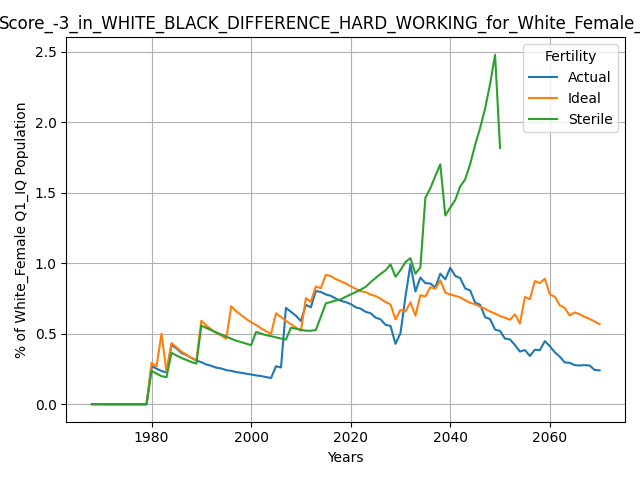 Score_-3_in_WHITE_BLACK_DIFFERENCE_HARD_WORKING_for_White_Female_
Fertility
Actual
Ideal
Sterile
% of White_Female Q1_IQ Population
2.5
2.0
1.5
1.0
0.5
0.0
1980 2000 2020 2040 2060
Years